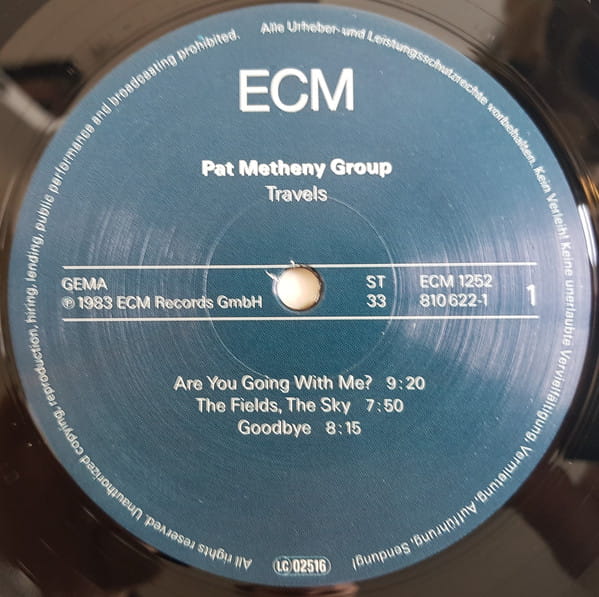 ECM
Pat Metheny Group
Travels
GEMA ST ECM 1252
℗ 1983 ECM Records GmbH 33 810 622-1 1
Are You Going With Me? 9:20
The Fields, The Sky 7:50
Goodbye 8:15
LC 02516
Alle Urheber- und Leistungsschutzrechte vorbehalten. Kein Verleih! Keine unerlaubte Vervielfältigung, Vermietung, Aufführung, Sendung!
All rights reserved. Unauthorized copying, reproduction, hiring, lending, public performance and broadcasting prohibited.